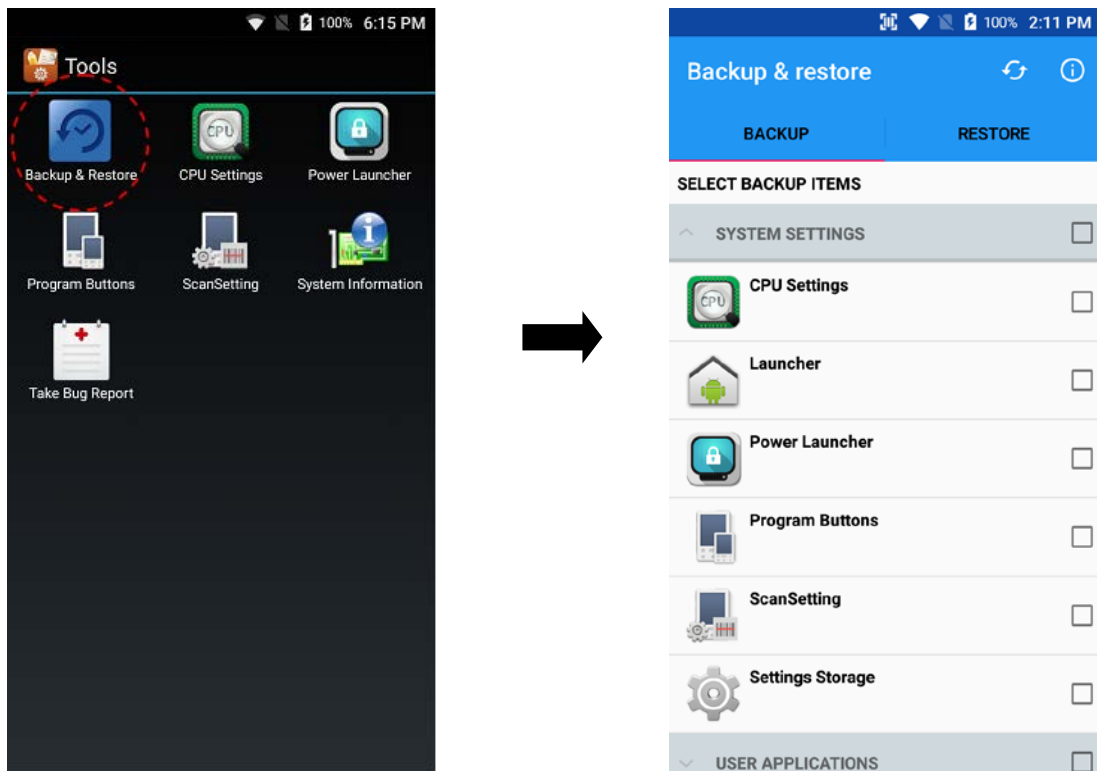 100% 6:15 PM
Tools
CPU
Backup & Restore
CPU Settings
Power Launcher
Program Buttons
ScanSetting
System Information
Take Bug Report
100% 2:11 PM
Backup & restore
BACKUP
RESTORE
SELECT BACKUP ITEMS
SYSTEM SETTINGS
CPU
CPU Settings
Launcher
Power Launcher
Program Buttons
ScanSetting
Settings Storage
USER APPLICATIONS